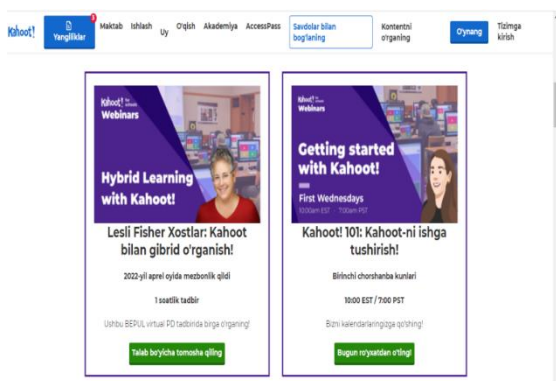 Kahoot!
Yangiliklar
Maktab
Ishlash
Uy
O'qish
Akademiya
AccessPass
Savdolar bilan
bog'laning
Kontentni
o'rganing
O'ynang
Tizimga
kirish
Kahoot!
Webinars
Hybrid Learning
with Kahoot!
Lesli Fisher Xostlar: Kahoot
bilan gibrid o'rganish!
2022-yil aprel oyida mezbonlik qildi
1 soatlik tadbir
Ushbu BEPUL virtual PD tadbirida birga o'rganing!
Talab bo'yicha tomosha qiling
Kahoot!
Webinars
Getting started
with Kahoot!
First Wednesdays
10:00am EST - 7:00am PST
Kahoot! 101: Kahoot-ni ishga
tushirish!
Birinchi chorshanba kunlari
10:00 EST / 7:00 PST
Bizni kalendarlaringizga qo'shing!
Bugun ro'yxatdan o'ting!